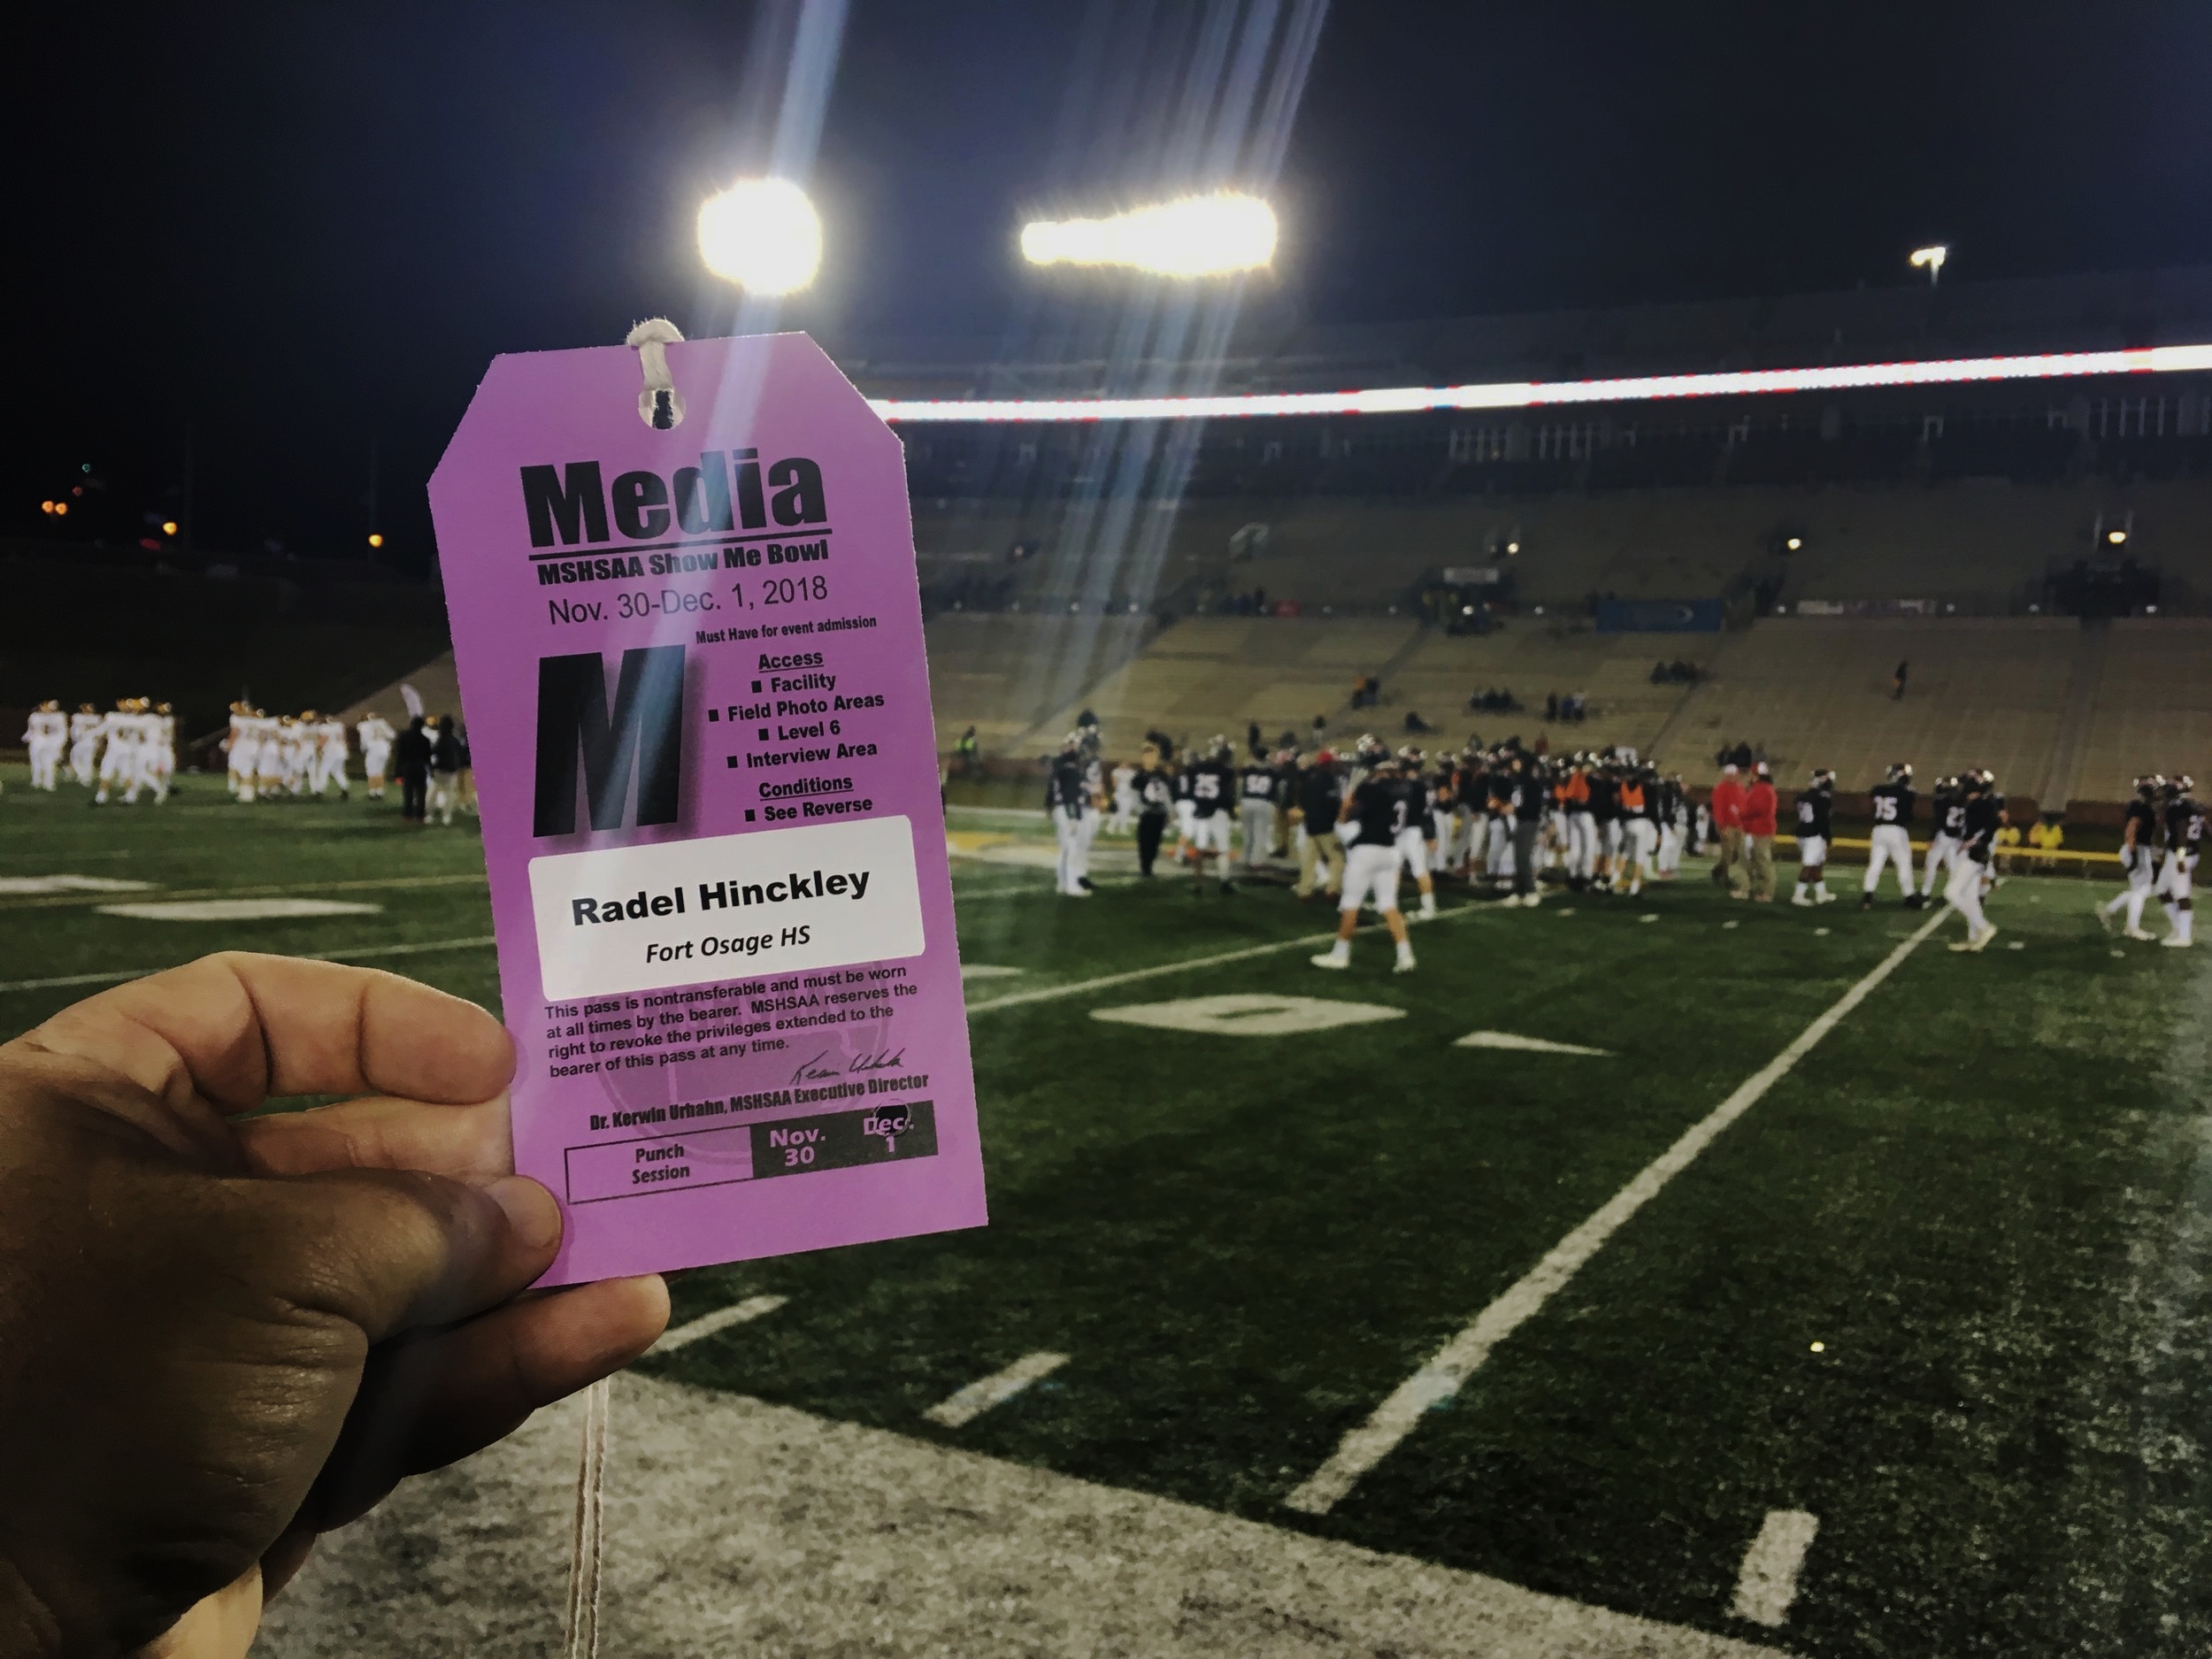 Media
MSHSAA Show Me Bowl
Nov. 30-Dec. 1, 2018
Must Have for event admission
M
Access
■ Facility
■ Field Photo Areas
■ Level 6
■ Interview Area
Conditions
■ See Reverse
Radel Hinckley
Fort Osage HS
This pass is nontransferable and must be worn
at all times by the bearer. MSHSAA reserves the
right to revoke the privileges extended to the
bearer of this pass at any time.
Dr. Kerwin Urhahn, MSHSAA Executive Director
Punch
Session
Nov.
30
Dec.
1
25
3
75